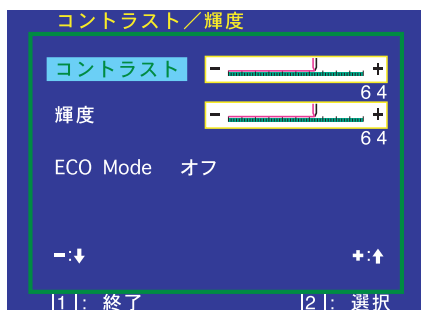 コントラスト／輝度
コントラスト － ＋
64
輝度 － ＋
64
ECO Mode オフ
－:↓ ＋:↑
|1|: 終了 |2|: 選択